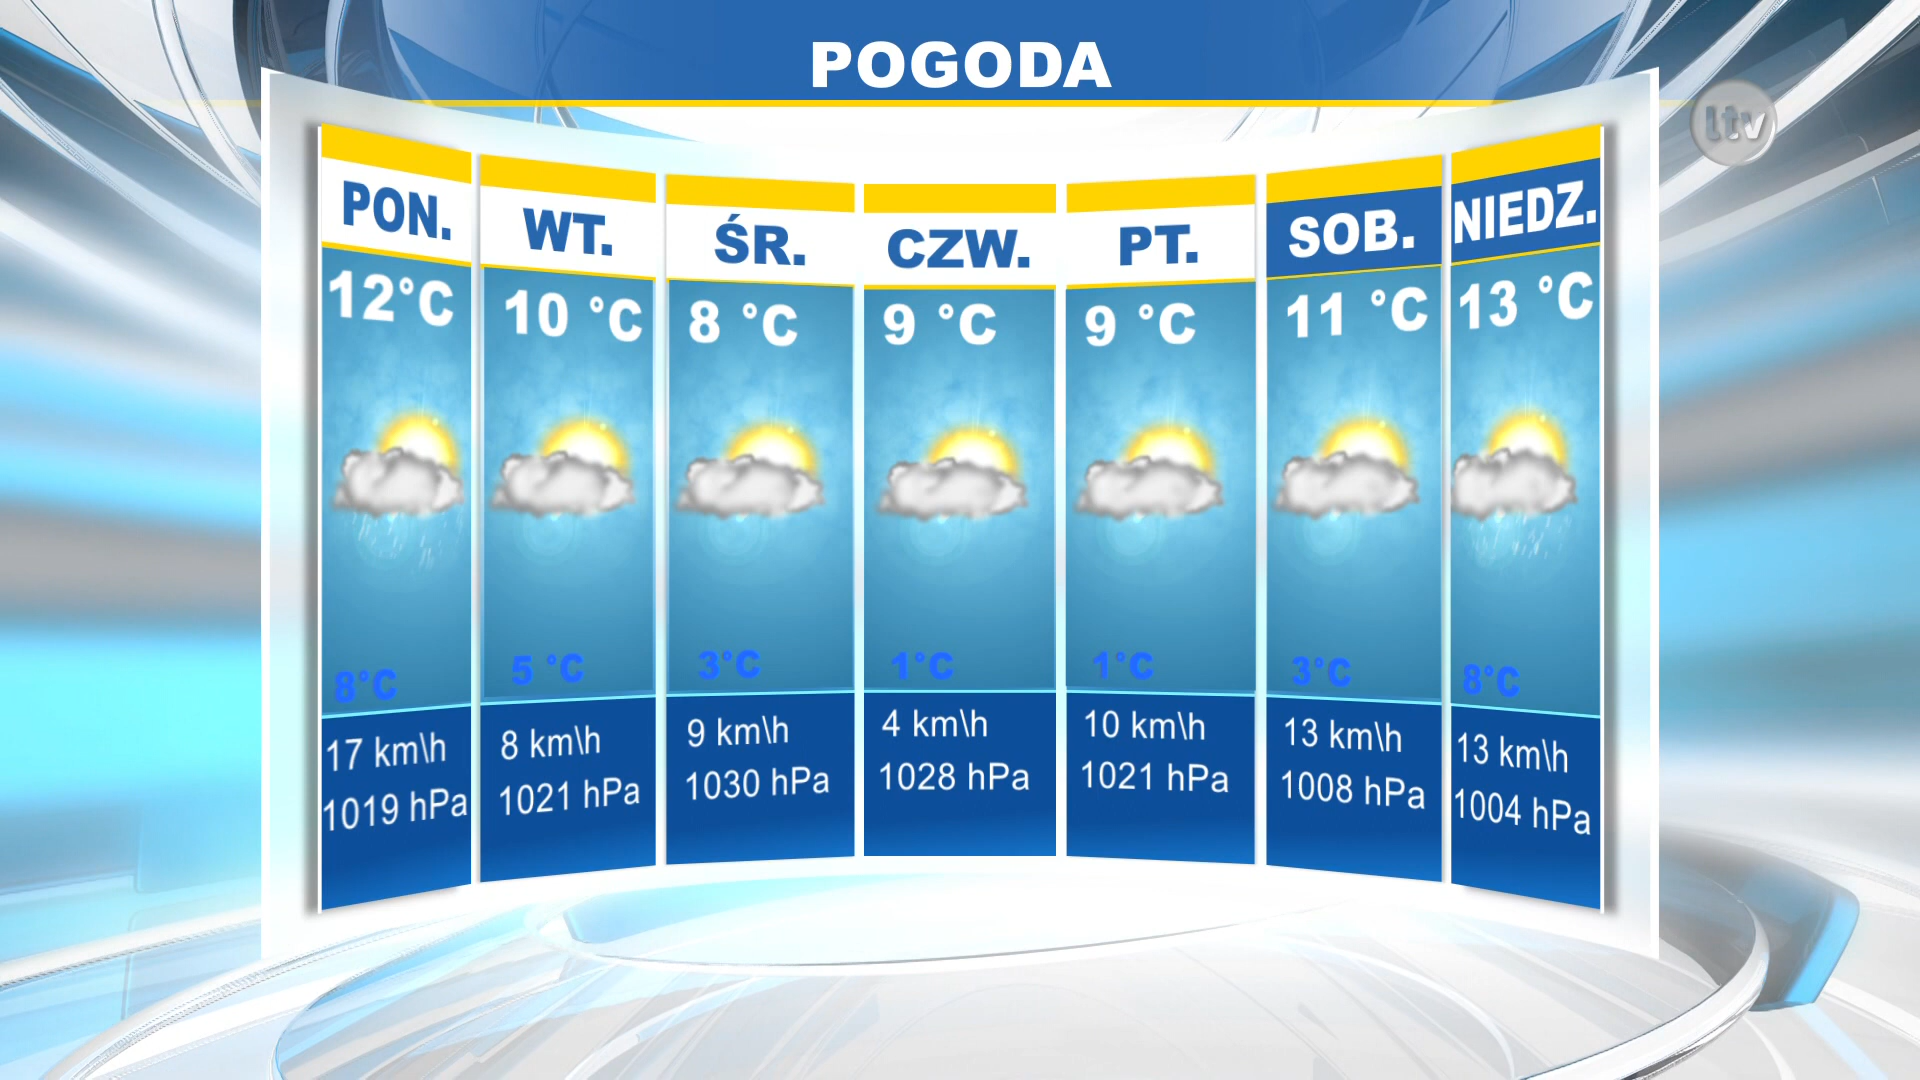 POGODA
ltv
PON.
12°C
8°C
17 km\h
1019 hPa
WT.
10 °C
5 °C
8 km\h
1021 hPa
ŚR.
8 °C
3°C
9 km\h
1030 hPa
CZW.
9 °C
1°C
4 km\h
1028 hPa
PT.
9 °C
1°C
10 km\h
1021 hPa
SOB.
11 °C
3°C
13 km\h
1008 hPa
NIEDZ.
13 °C
8°C
13 km\h
1004 hPa